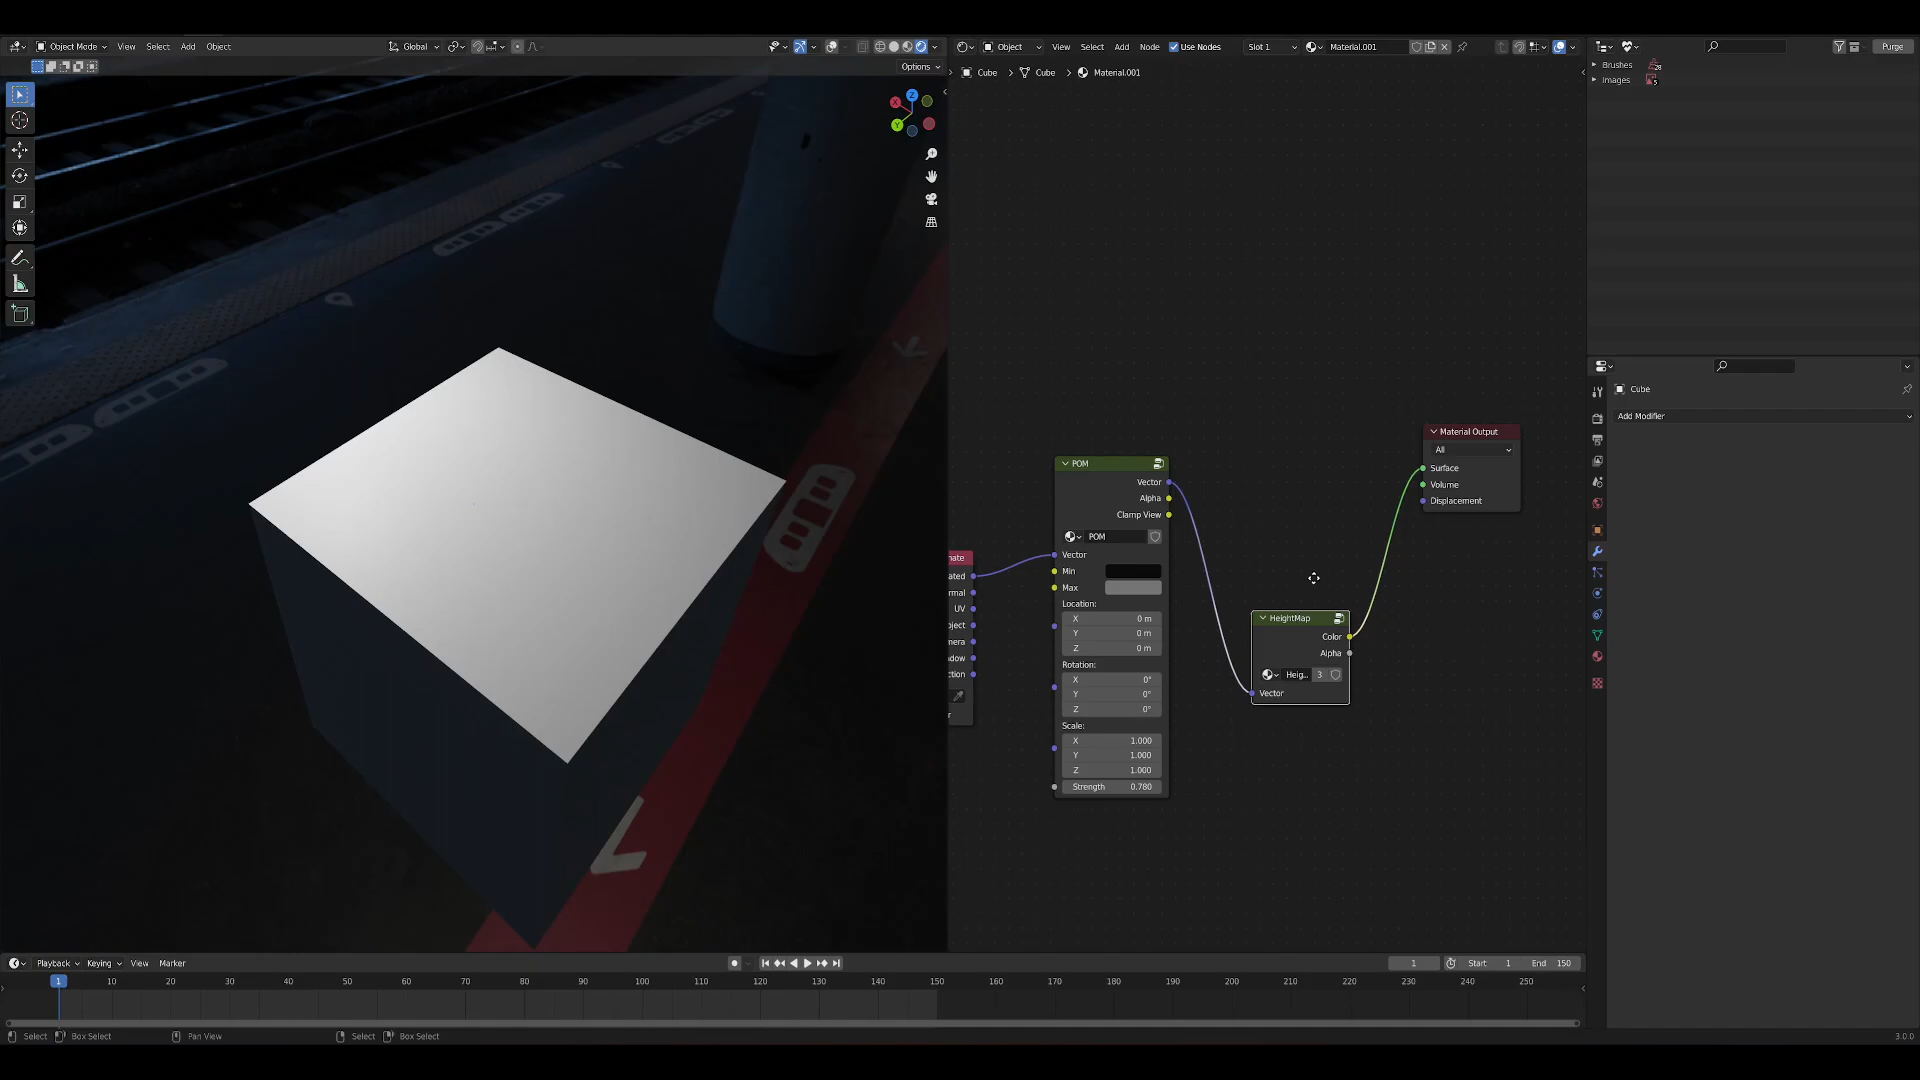 Object Mode View Select Add Object Global
Options
X Y Z
Object View Select Add Node Use Nodes Slot 1 Material.001
Cube Cube Material.001
Purge
Brushes 28
Images 5
Cube
Add Modifier
nate
ated
rmal
UV
bject
mera
ndow
ction
r
POM
Vector
Alpha
Clamp View
POM
Vector
Min
Max
Location:
X 0 m
Y 0 m
Z 0 m
Rotation:
X 0°
Y 0°
Z 0°
Scale:
X 1.000
Y 1.000
Z 1.000
Strength 0.780
HeightMap
Color
Alpha
Heig.. 3
Vector
Material Output
All
Surface
Volume
Displacement
Playback Keying View Marker 1 Start 1 End 150
1 10 20 30 40 50 60 70 80 90 100 110 120 130 140 150 160 170 180 190 200 210 220 230 240 250
Select Box Select Pan View Select Box Select 3.0.0